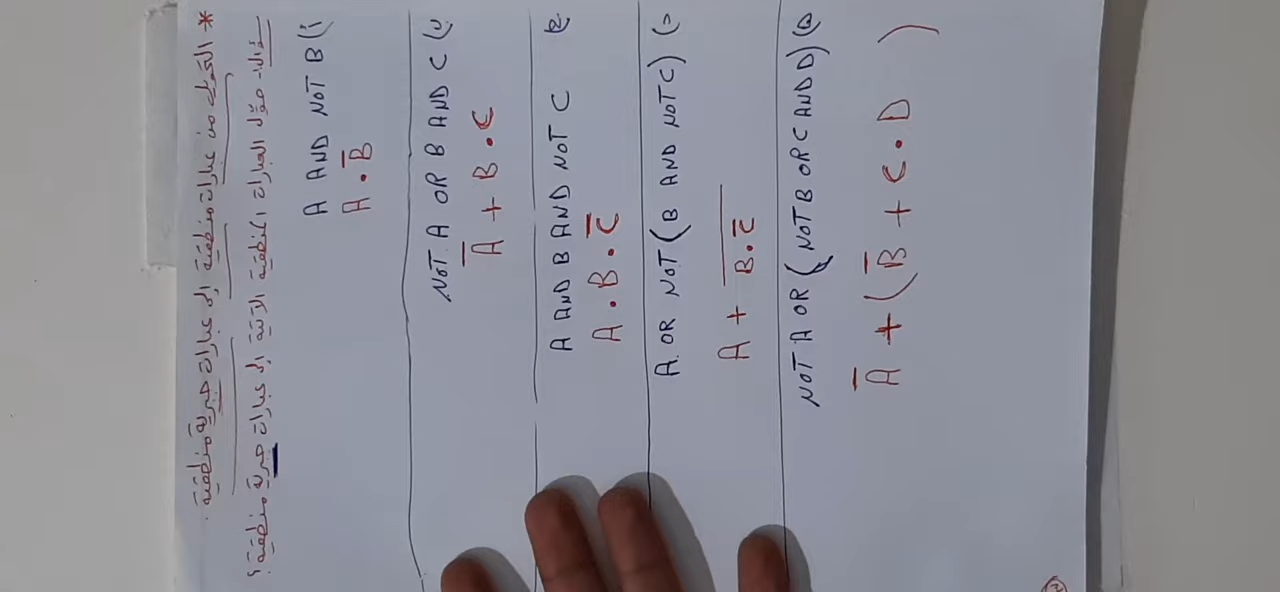 * التحويل من عبارات منطقية إلى عبارات جبرية منطقية.
سؤال:- حوّل العبارات المنطقية الآتية إلى عبارات جبرية منطقية؟
أ) A AND NOT B
A . B̅
ب) NOT A OR B AND C
A̅ + B . C
ج A AND B AND NOT C
A . B . C̅
د) A OR NOT (B AND NOT C)
A + B̅ ̅.̅ ̅C̅̅
هـ) NOT A OR (NOT B OR C AND D)
A̅ + (B̅ + C . D )